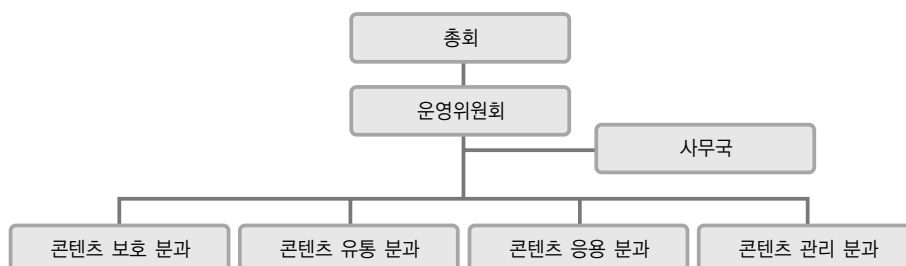 총회
운영위원회
사무국
콘텐츠 보호 분과
콘텐츠 유통 분과
콘텐츠 응용 분과
콘텐츠 관리 분과